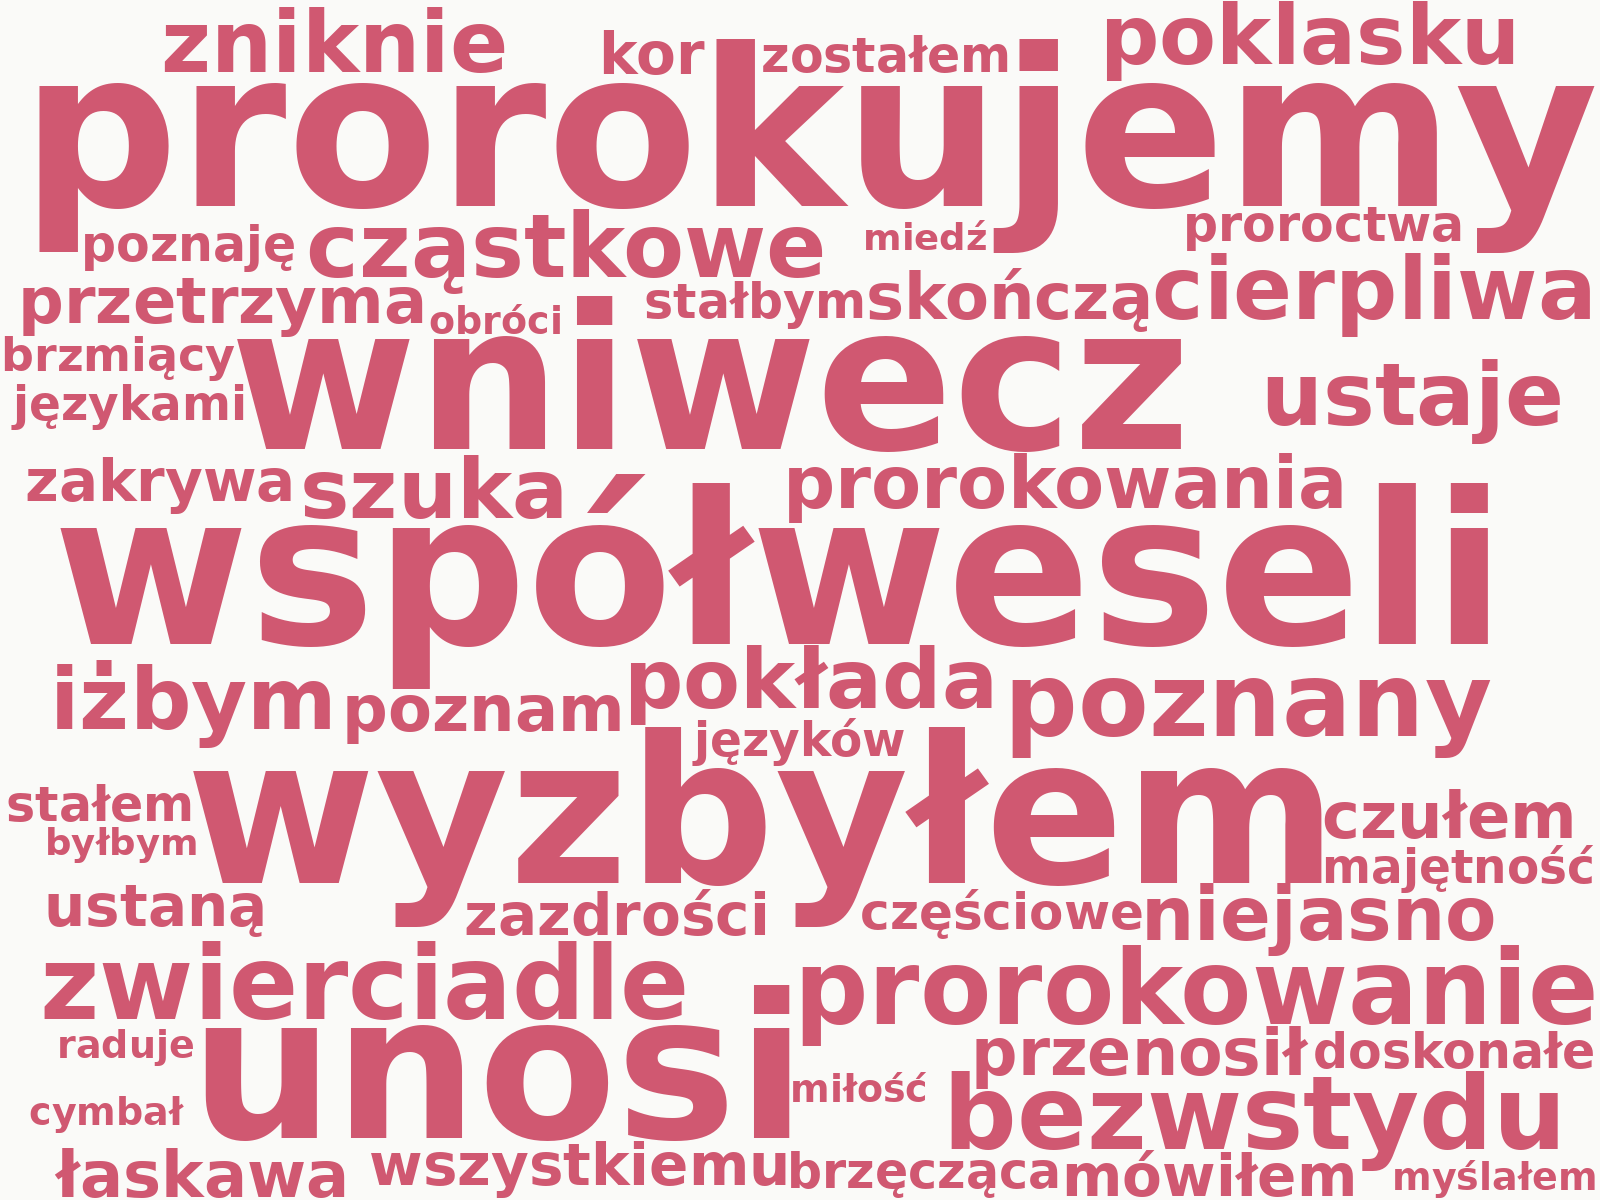 zniknie kor zostałem poklasku
prorokujemy
poznaję cząstkowe miedź proroctwa
przetrzyma obróci stałbym skończą cierpliwa
brzmiący wniwecz ustaje
językami
zakrywa szuka prorokowania
współweseli
iżbym poznam pokłada poznany
języków
stałem wyzbyłem czułem
byłbym majętność
ustaną zazdrości częściowe niejasno
zwierciadle prorokowanie
raduje unosi przenosił doskonałe
cymbał miłość bezwstydu
łaskawa wszystkiemu brzęcząca mówiłem myślałem